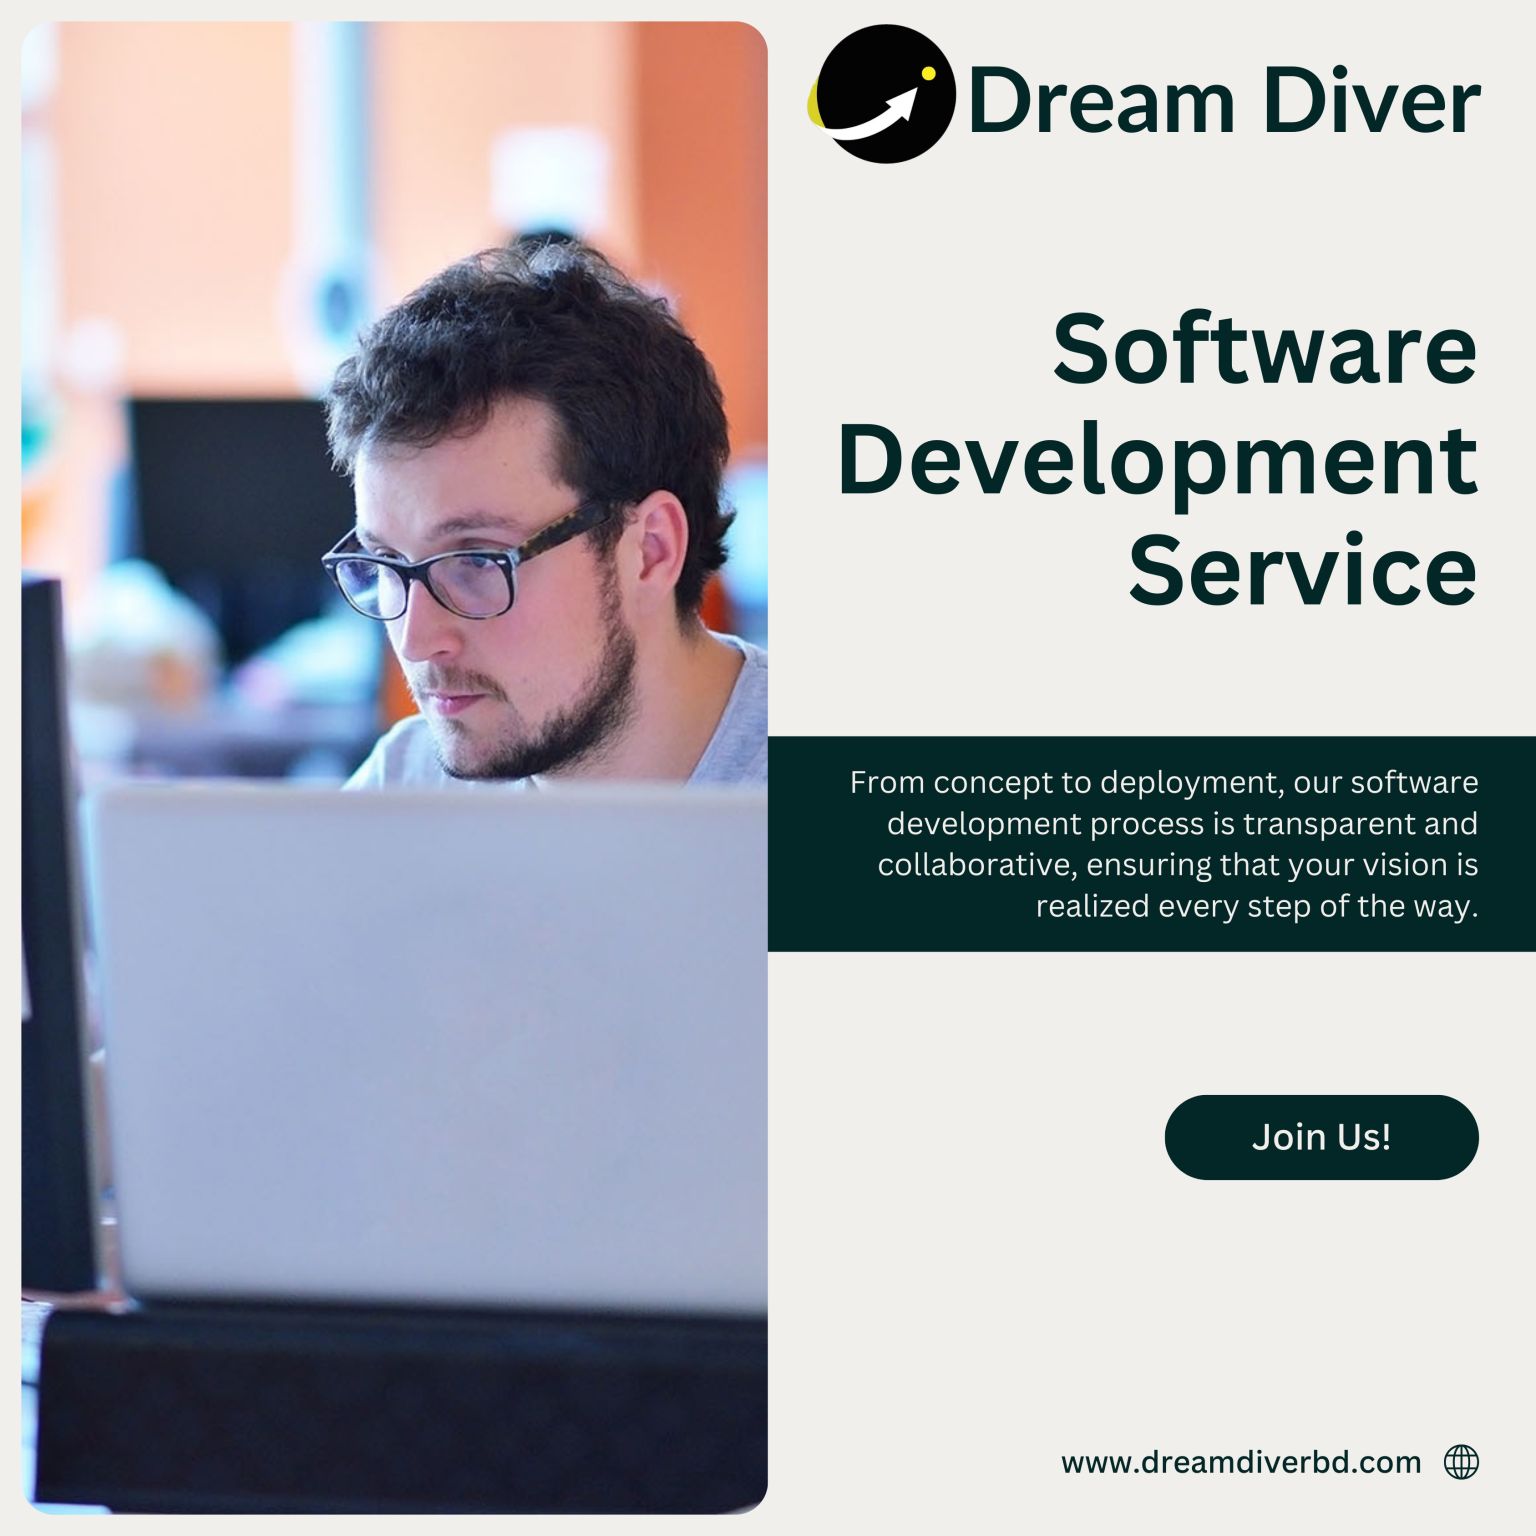 Dream Diver
Software
Development
Service
From concept to deployment, our software
development process is transparent and
collaborative, ensuring that your vision is
realized every step of the way.
Join Us!
www.dreamdiverbd.com